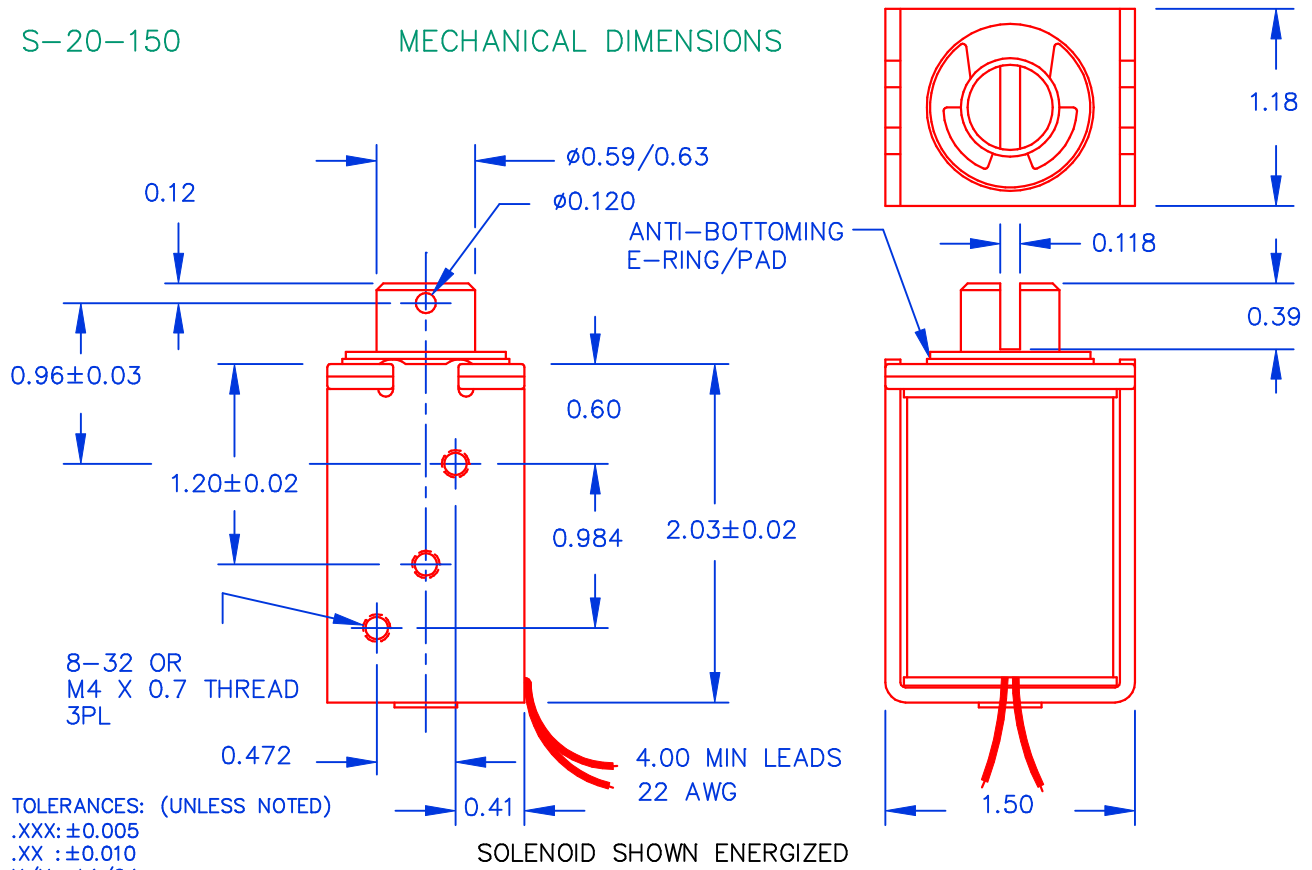 S-20-150
MECHANICAL DIMENSIONS
1.18
ø0.59/0.63
0.12
ø0.120
ANTI-BOTTOMING
E-RING/PAD
0.118
0.39
0.96±0.03
0.60
1.20±0.02
0.984
2.03±0.02
8-32 OR
M4 X 0.7 THREAD
3PL
0.472
4.00 MIN LEADS
22 AWG
0.41
1.50
TOLERANCES: (UNLESS NOTED)
.XXX: ±0.005
.XX : ±0.010
SOLENOID SHOWN ENERGIZED